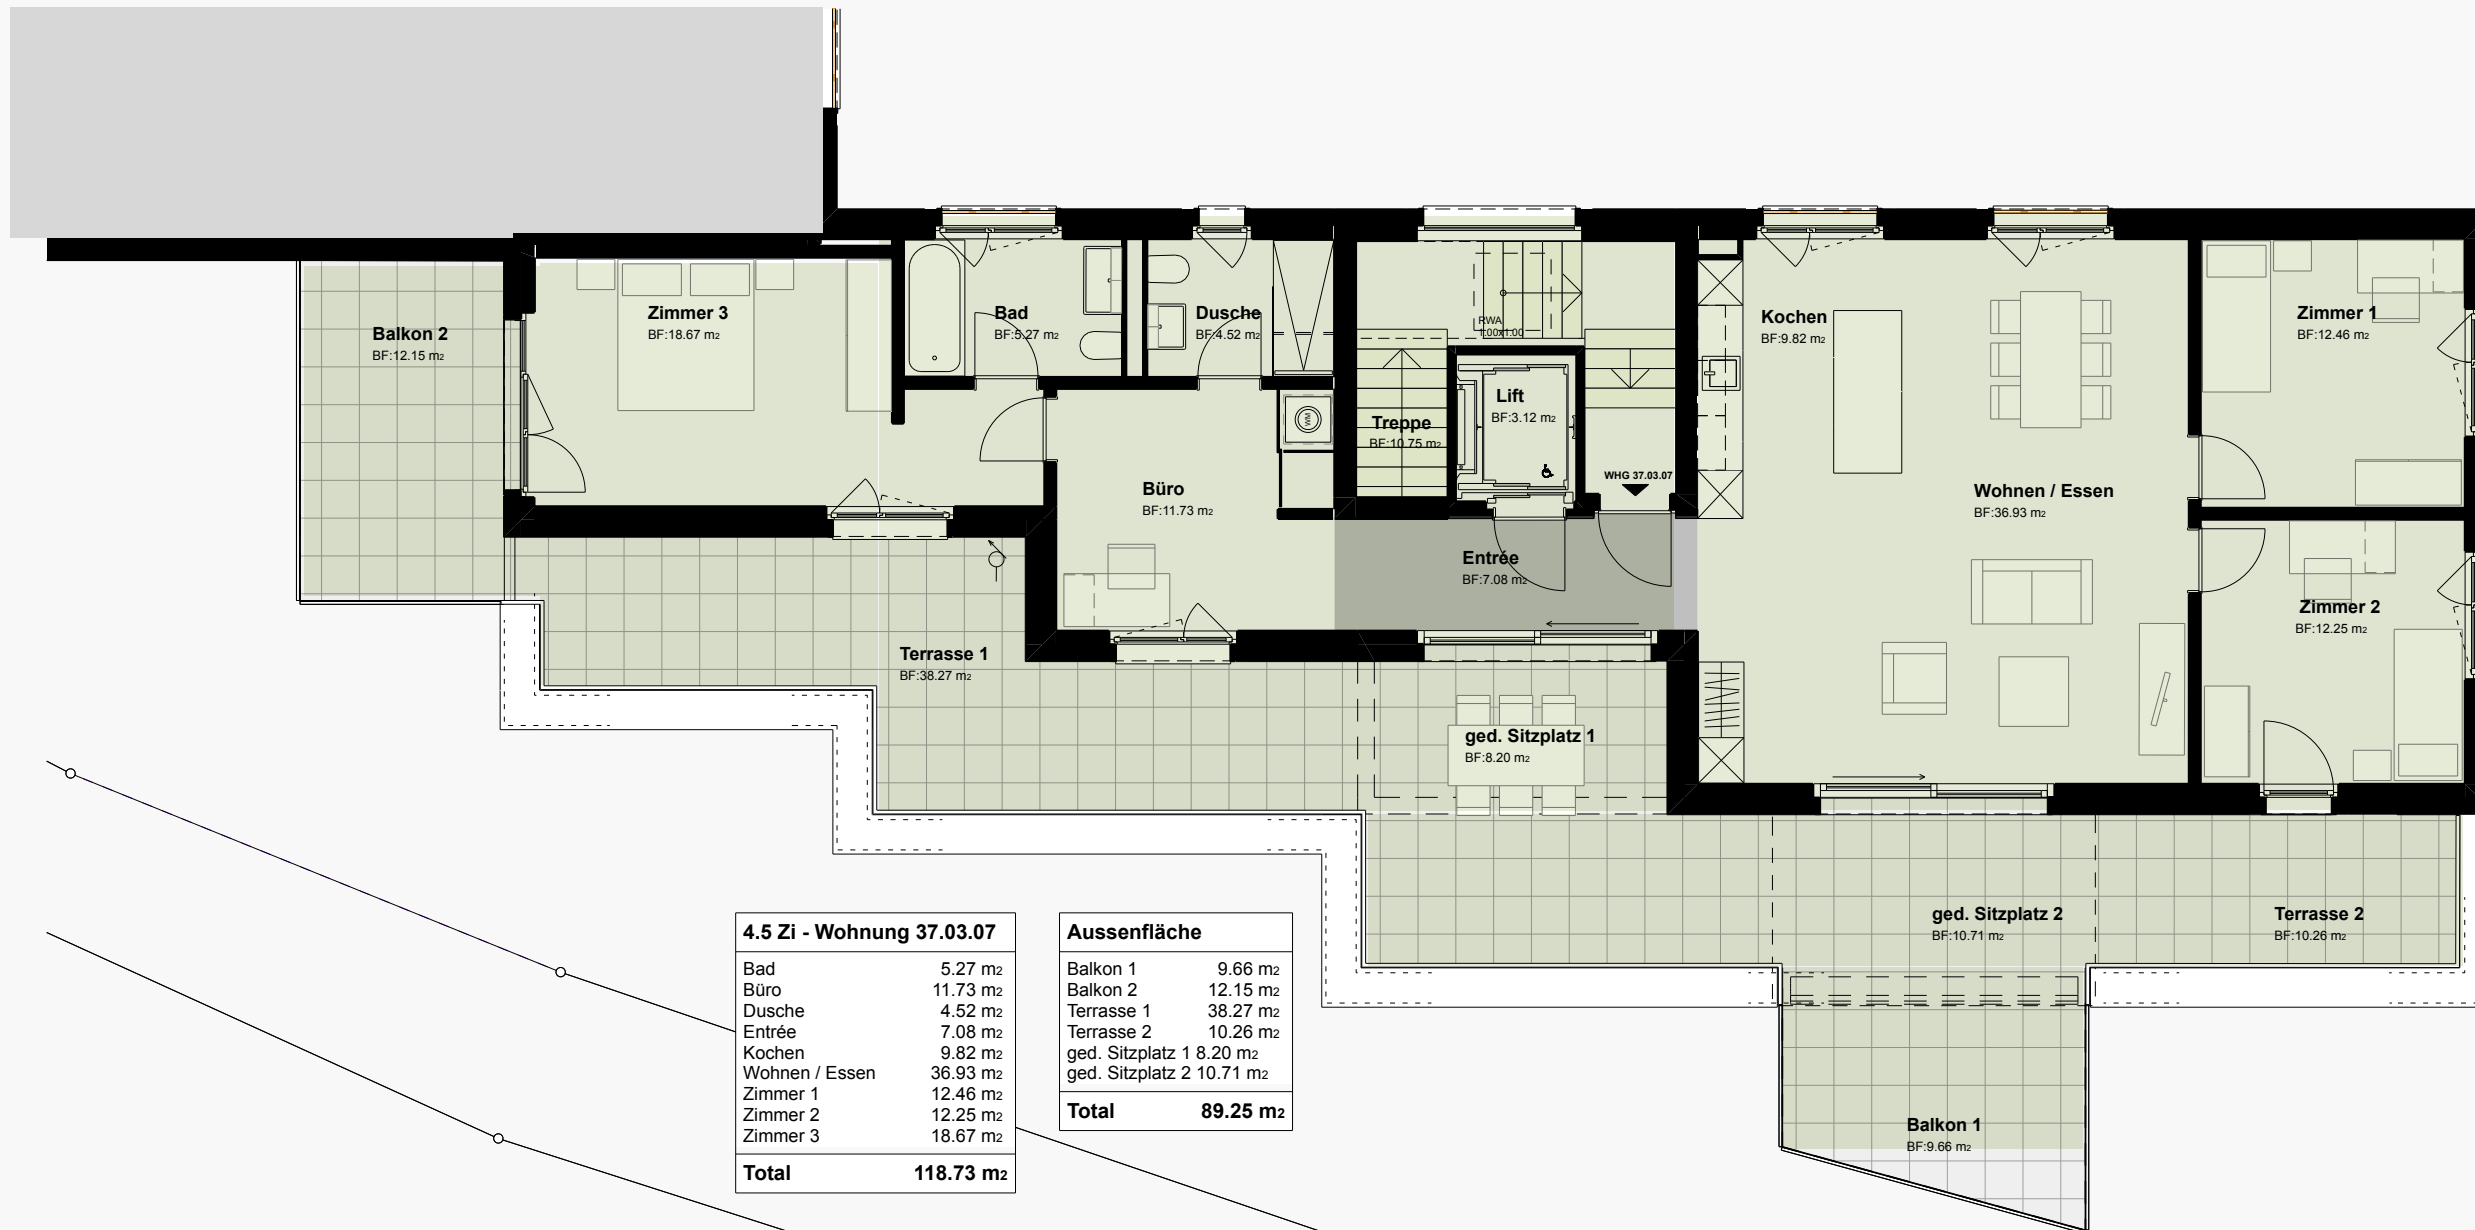 Zimmer 3
BF:18.67 m2
Bad
BF:5.27 m2
Dusche
BF:4.52 m2
RWA
1.00x1.00
Kochen
BF:9.82 m2
Zimmer 1
BF:12.46 m2
Balkon 2
BF:12.15 m2
Lift
BF:3.12 m2
Treppe
BF:10.75 m2
WM
WHG 37.03.07
Büro
BF:11.73 m2
Wohnen / Essen
BF:36.93 m2
Entrée
BF:7.08 m2
Zimmer 2
BF:12.25 m2
Terrasse 1
BF:38.27 m2
ged. Sitzplatz 1
BF:8.20 m2
ged. Sitzplatz 2
BF:10.71 m2
Terrasse 2
BF:10.26 m2
Balkon 1
BF:9.66 m2
4.5 Zi - Wohnung 37.03.07
Bad 5.27 m2
Büro 11.73 m2
Dusche 4.52 m2
Entrée 7.08 m2
Kochen 9.82 m2
Wohnen / Essen 36.93 m2
Zimmer 1 12.46 m2
Zimmer 2 12.25 m2
Zimmer 3 18.67 m2
Total 118.73 m2
Aussenfläche
Balkon 1 9.66 m2
Balkon 2 12.15 m2
Terrasse 1 38.27 m2
Terrasse 2 10.26 m2
ged. Sitzplatz 1 8.20 m2
ged. Sitzplatz 2 10.71 m2
Total 89.25 m2